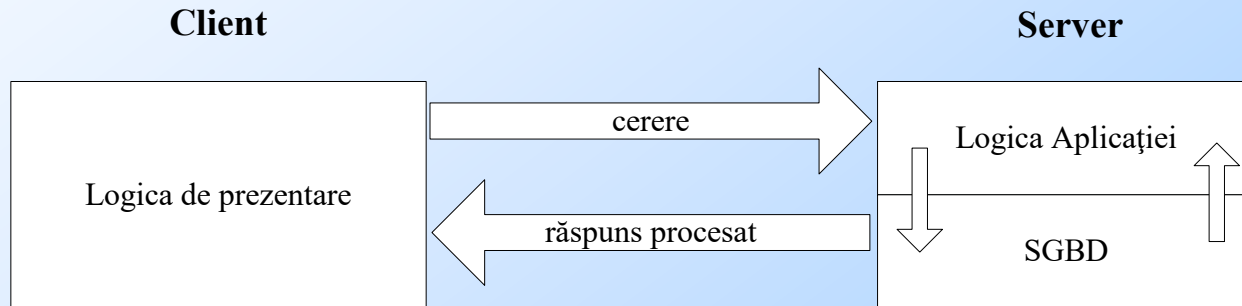 Client
Server
cerere
Logica Aplicaţiei
Logica de prezentare
răspuns procesat
SGBD